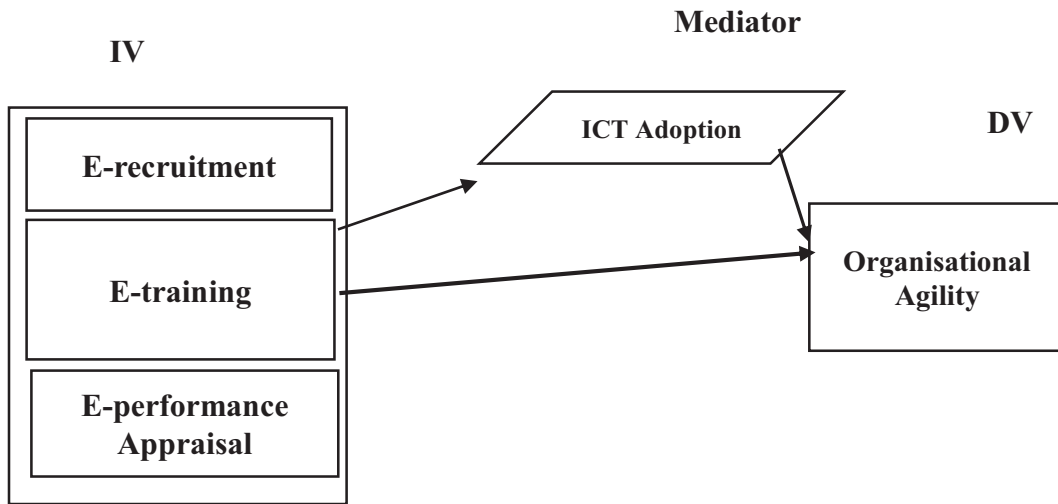 Mediator
IV
ICT Adoption
DV
E-recruitment
E-training
Organisational
Agility
E-performance
Appraisal